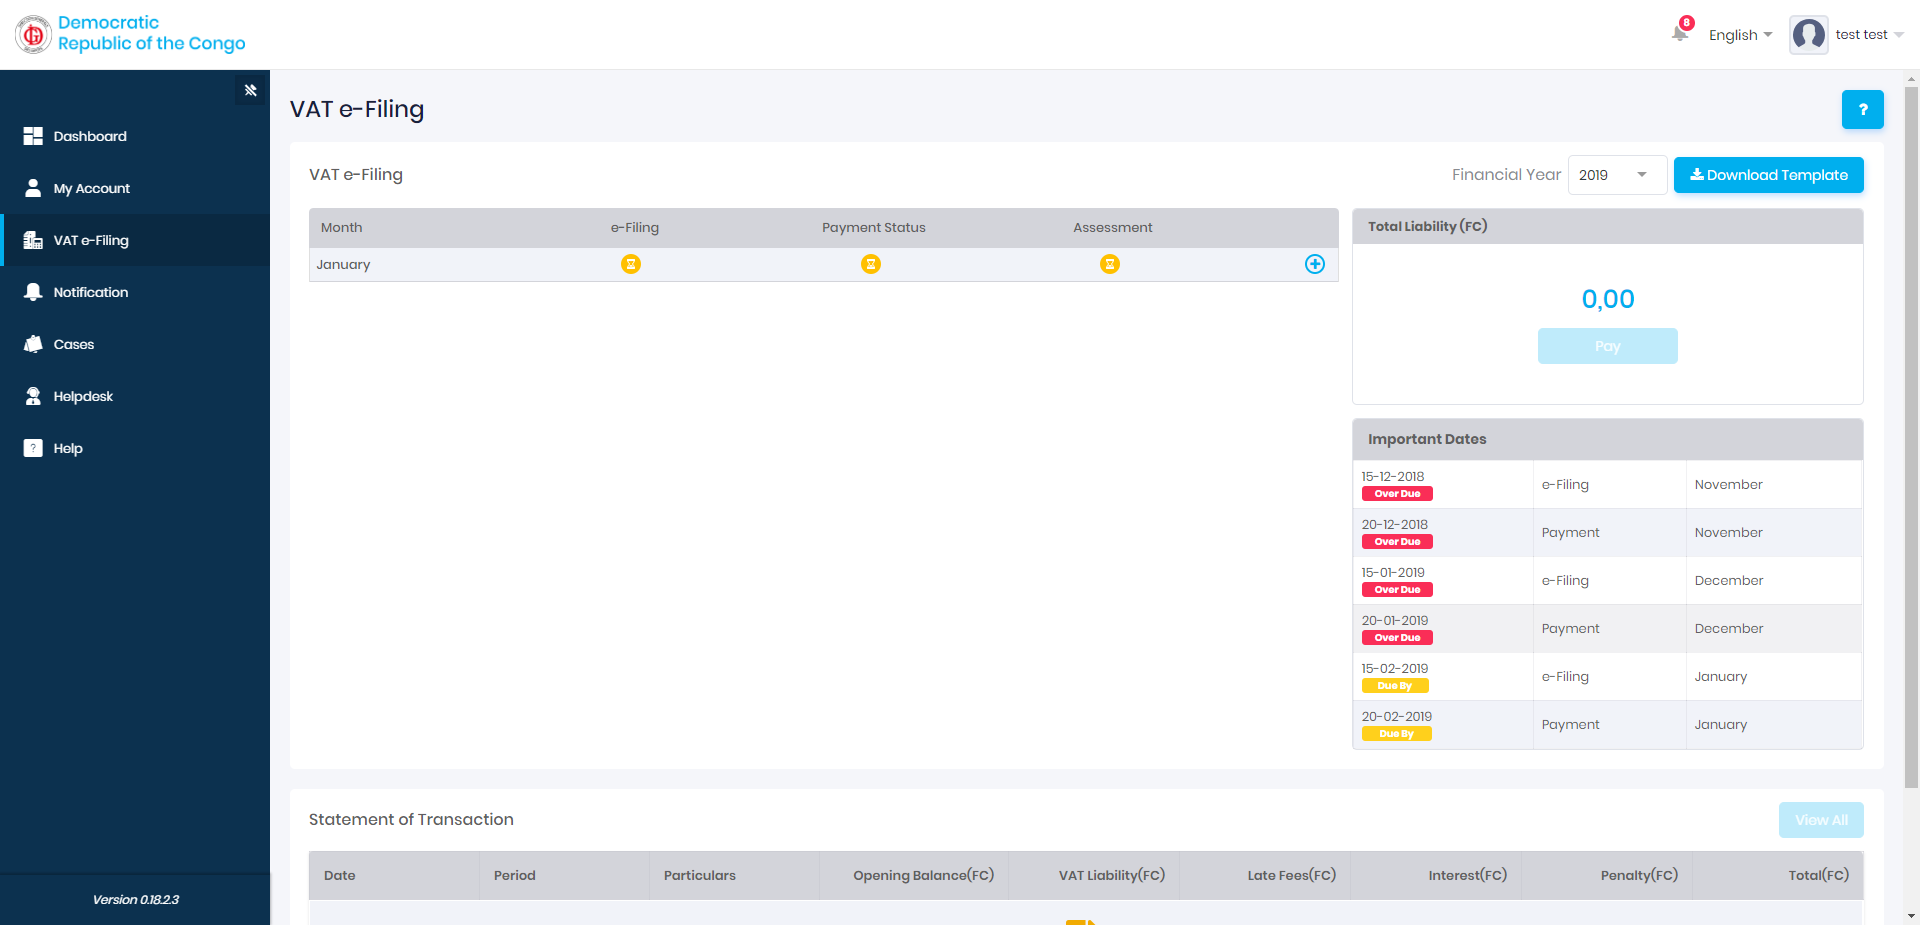 Democratic
Republic of the Congo
8
English
test test
Dashboard
My Account
VAT e-Filing
Notification
Cases
Helpdesk
? Help
Version 0.18.2.3
VAT e-Filing
?
VAT e-Filing
Financial Year 2019 Download Template
Month e-Filing Payment Status Assessment
January
Total Liability (FC)
0,00
Pay
Important Dates
15-12-2018
Over Due
e-Filing November
20-12-2018
Over Due
Payment November
15-01-2019
Over Due
e-Filing December
20-01-2019
Over Due
Payment December
15-02-2019
Due By
e-Filing January
20-02-2019
Due By
Payment January
Statement of Transaction
View All
Date Period Particulars Opening Balance(FC) VAT Liability(FC) Late Fees(FC) Interest(FC) Penalty(FC) Total(FC)